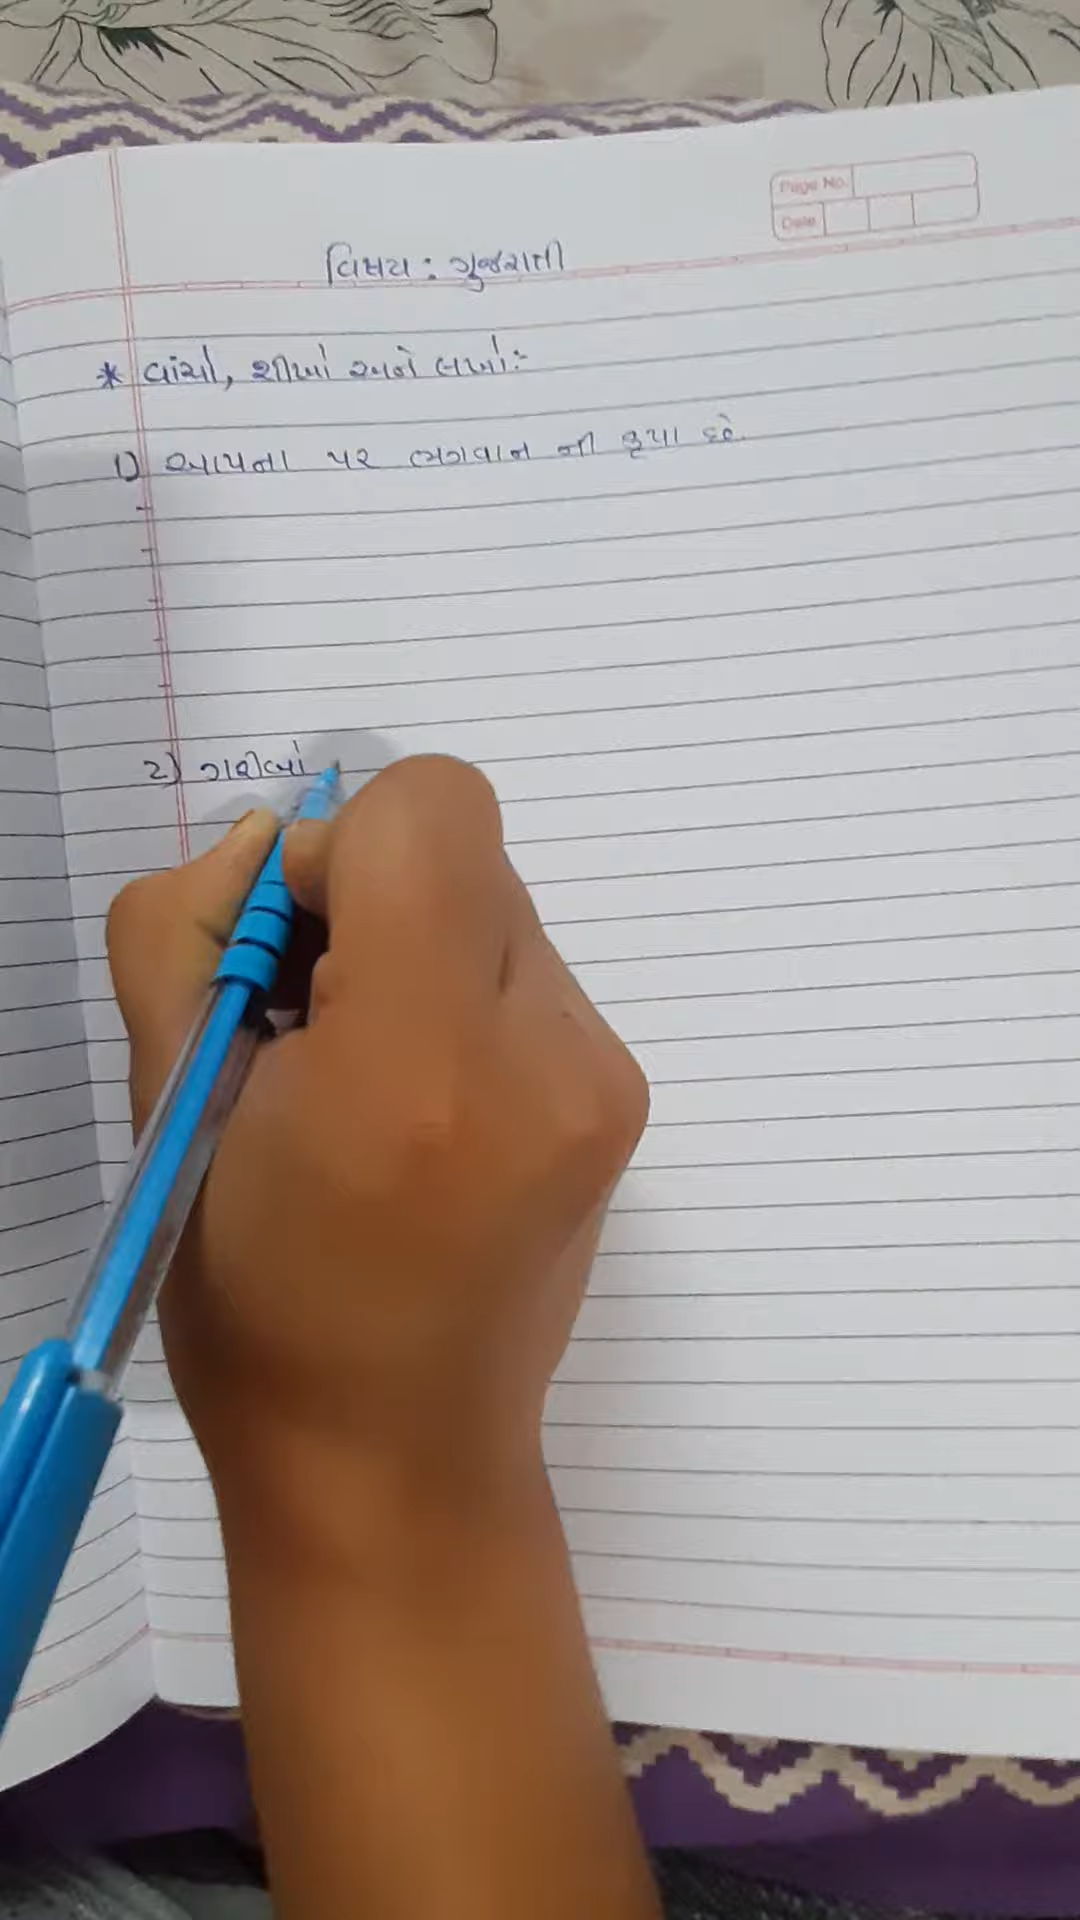 Page No.
Date
વિષય : ગુજરાતી
* વાંચો, શીખો અને લખો:-
1) આપના પર ભગવાન ની કૃપા છે.
2)